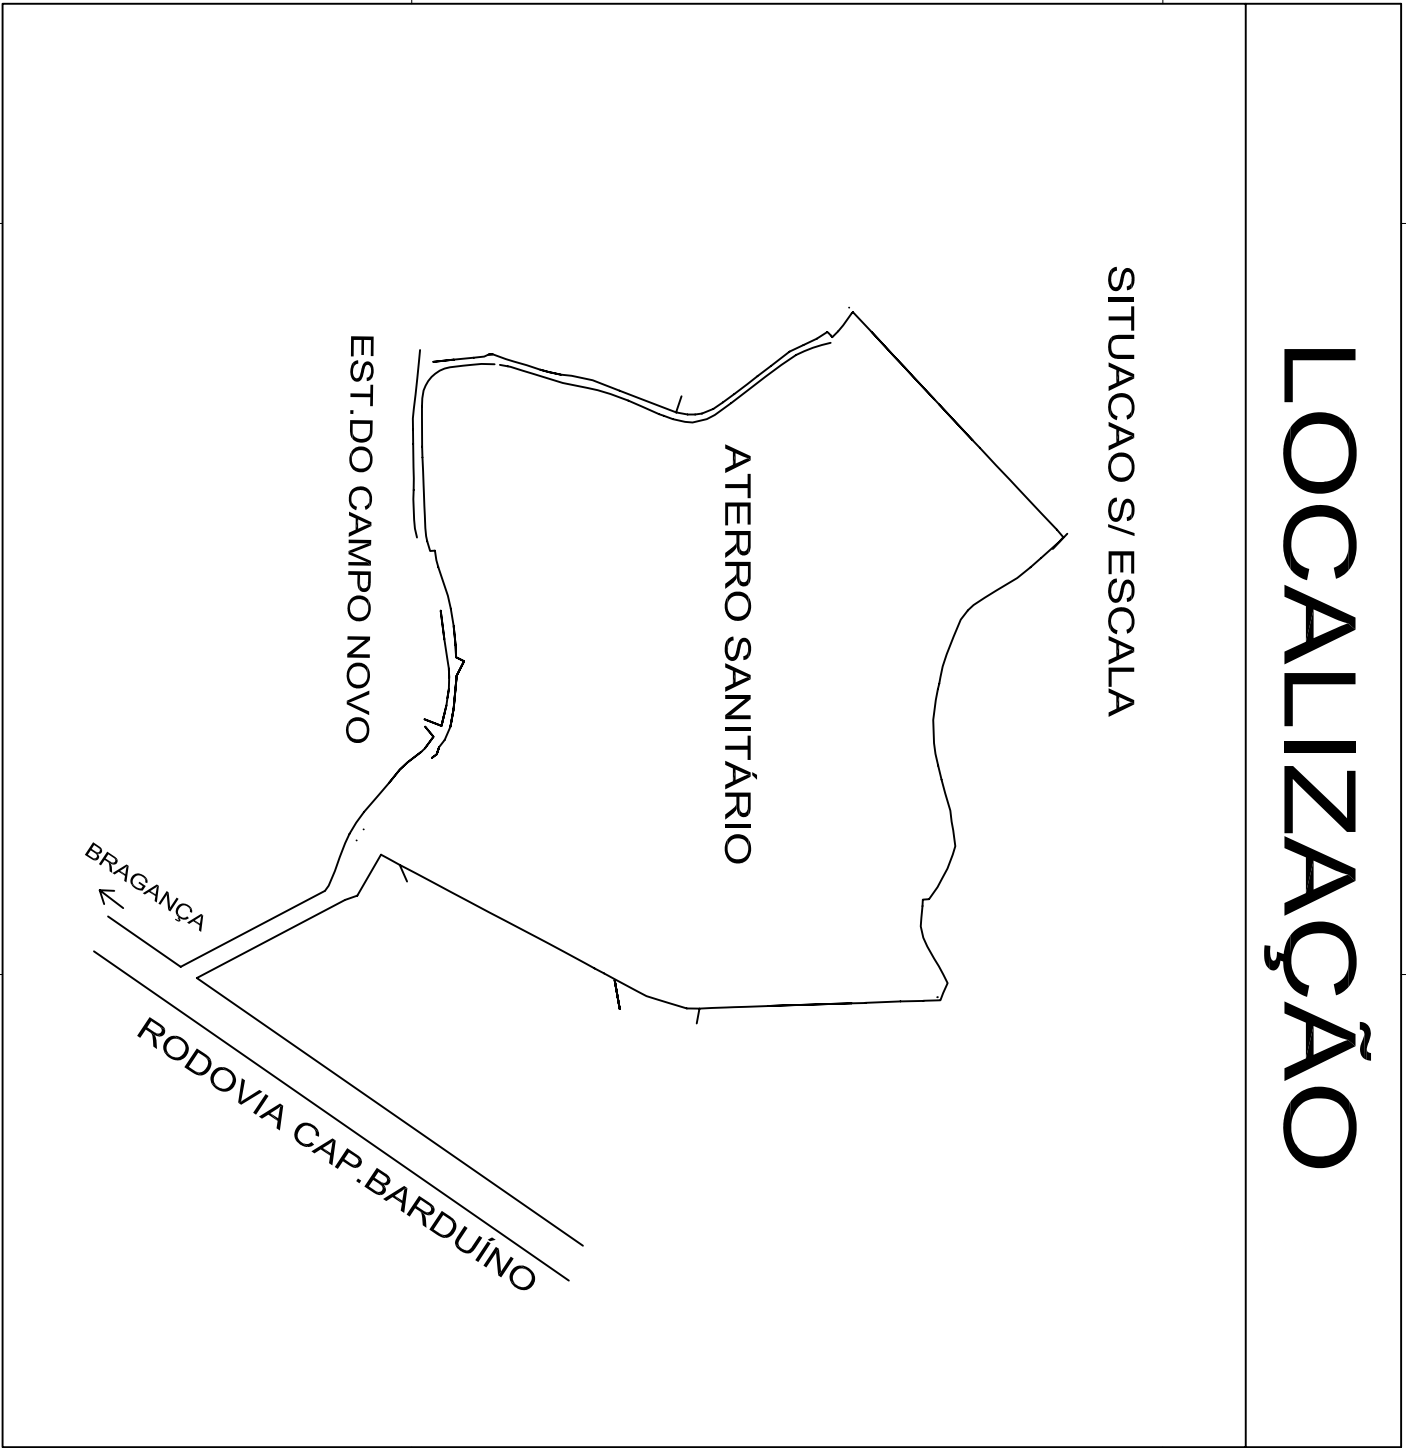 LOCALIZAÇÃO
SITUACAO S/ ESCALA
ATERRO SANITÁRIO
EST.DO CAMPO NOVO
BRAGANÇA
RODOVIA CAP.BARDUÍNO